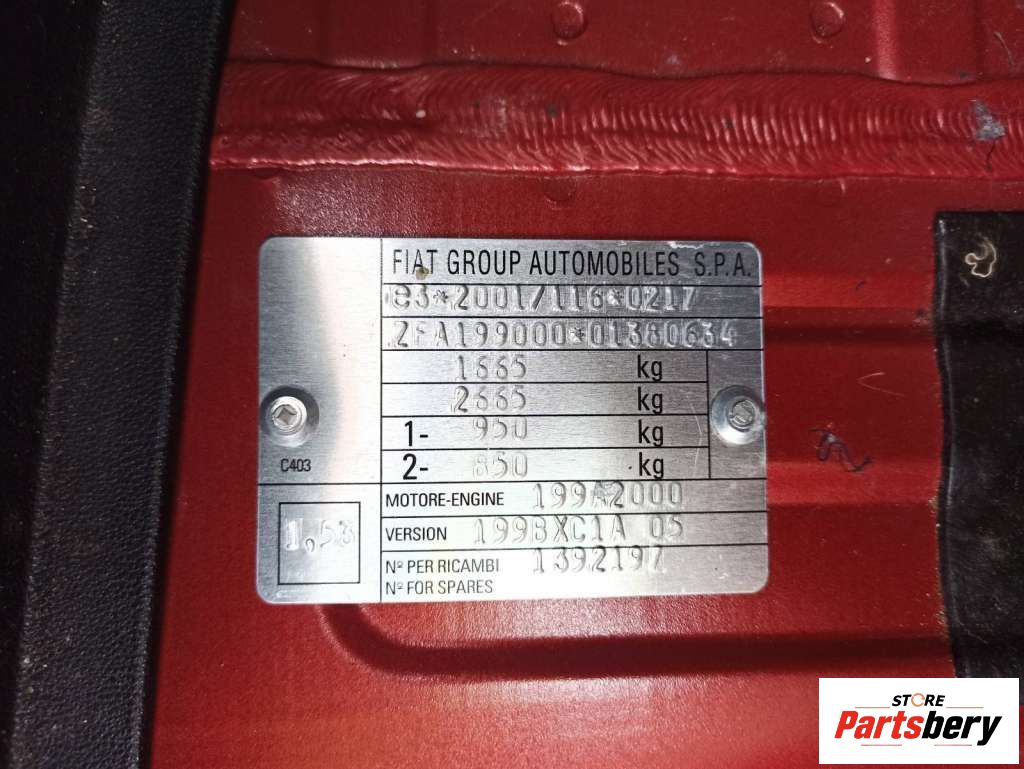 FIAT GROUP AUTOMOBILES S.P.A.
e3*2001/116*0217
ZFA199000*01380634
1665 kg
2665 kg
1- 950 kg
2- 850 kg
C403
MOTORE-ENGINE 199A2000
1,53
VERSION 199BXC1A 05
Nº PER RICAMBI 1392197
Nº FOR SPARES
STORE
Partsbery